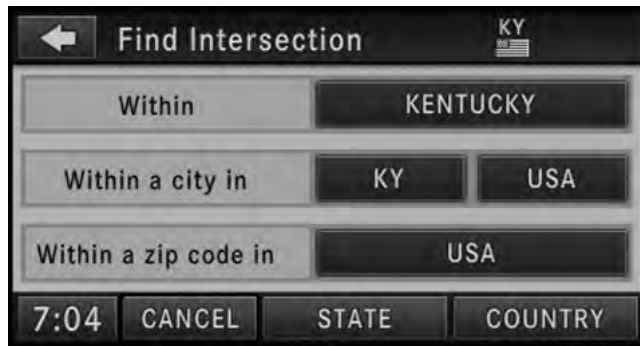 Find Intersection
KY
Within
KENTUCKY
Within a city in
KY
USA
Within a zip code in
USA
7:04
CANCEL
STATE
COUNTRY